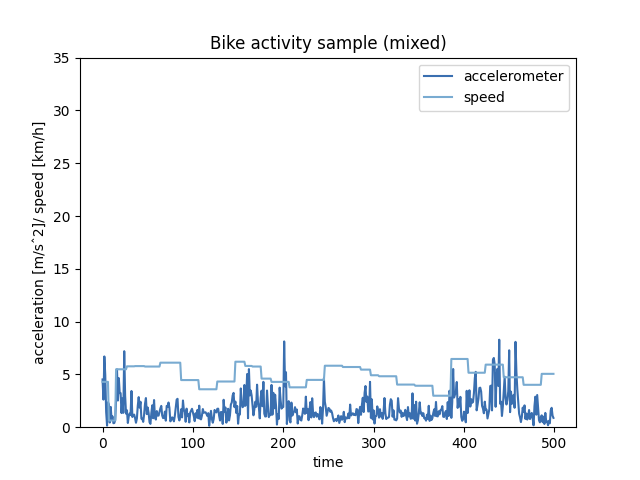 Bike activity sample (mixed)
accelerometer
speed
35
30
25
20
15
10
5
0
acceleration [m/sˆ2]/ speed [km/h]
0 100 200 300 400 500
time